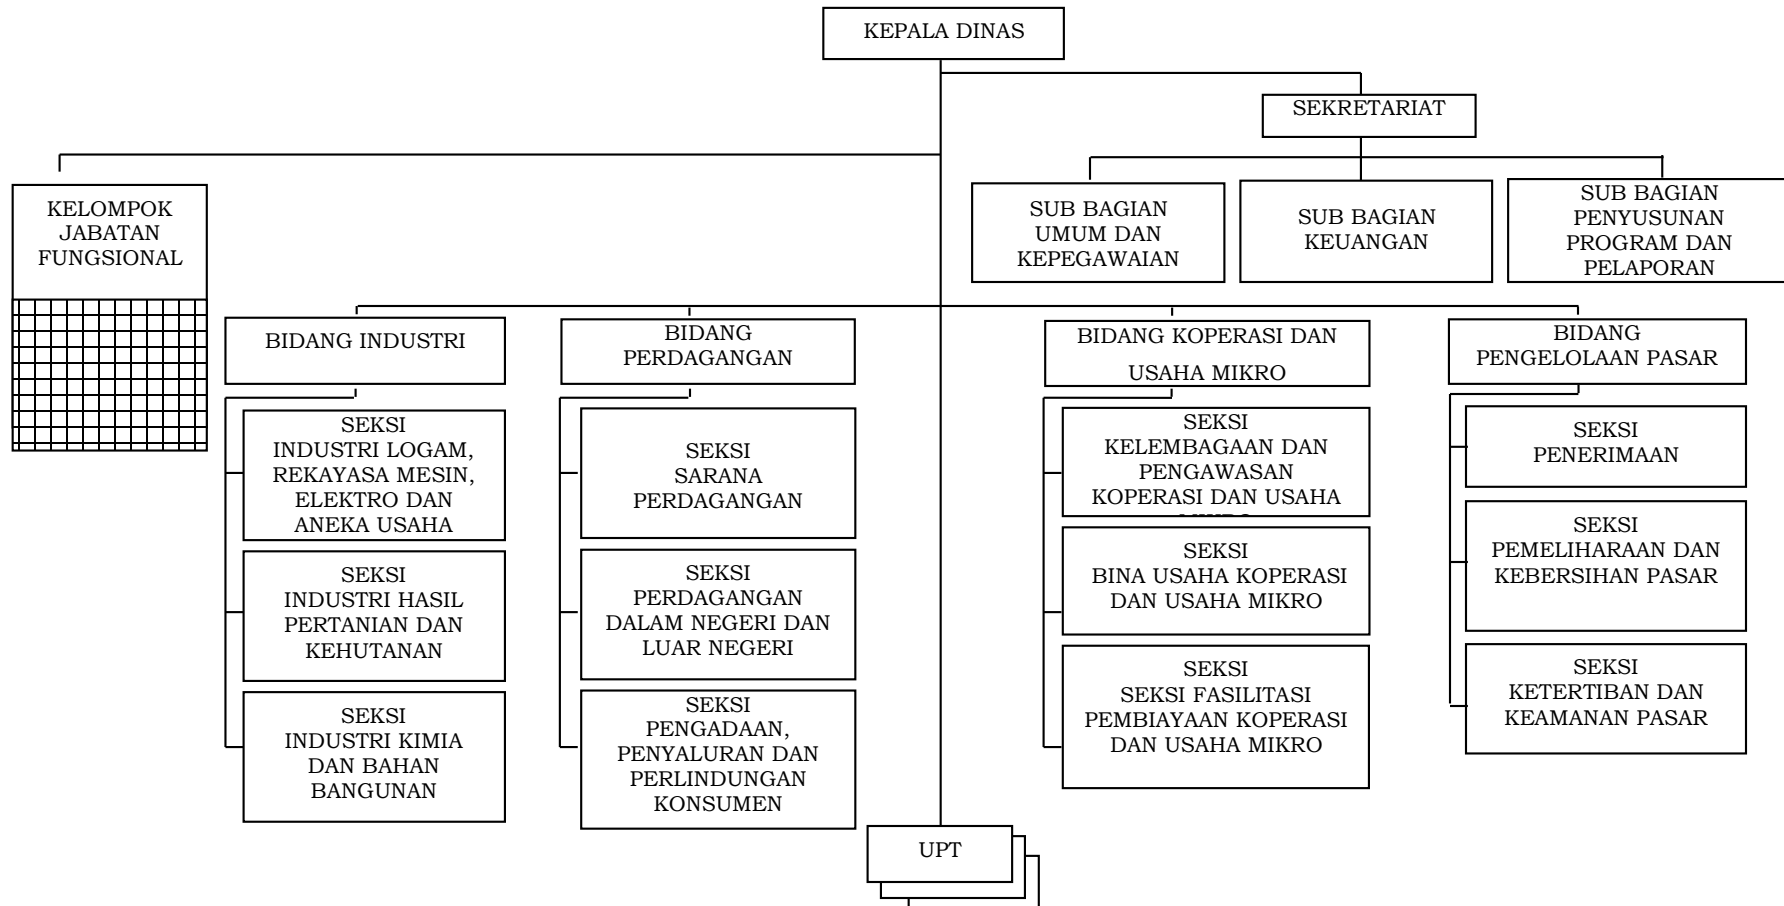 KEPALA DINAS
SEKRETARIAT
KELOMPOK
JABATAN
FUNGSIONAL
SUB BAGIAN
UMUM DAN
KEPEGAWAIAN
SUB BAGIAN
KEUANGAN
SUB BAGIAN
PENYUSUNAN
PROGRAM DAN
PELAPORAN
BIDANG INDUSTRI
BIDANG
PERDAGANGAN
BIDANG KOPERASI DAN
USAHA MIKRO
BIDANG
PENGELOLAAN PASAR
SEKSI
INDUSTRI LOGAM,
REKAYASA MESIN,
ELEKTRO DAN
ANEKA USAHA
SEKSI
INDUSTRI HASIL
PERTANIAN DAN
KEHUTANAN
SEKSI
INDUSTRI KIMIA
DAN BAHAN
BANGUNAN
SEKSI
SARANA
PERDAGANGAN
SEKSI
PERDAGANGAN
DALAM NEGERI DAN
LUAR NEGERI
SEKSI
PENGADAAN,
PENYALURAN DAN
PERLINDUNGAN
KONSUMEN
SEKSI
KELEMBAGAAN DAN
PENGAWASAN
KOPERASI DAN USAHA
SEKSI
BINA USAHA KOPERASI
DAN USAHA MIKRO
SEKSI
SEKSI FASILITASI
PEMBIAYAAN KOPERASI
DAN USAHA MIKRO
SEKSI
PENERIMAAN
SEKSI
PEMELIHARAAN DAN
KEBERSIHAN PASAR
SEKSI
KETERTIBAN DAN
KEAMANAN PASAR
UPT